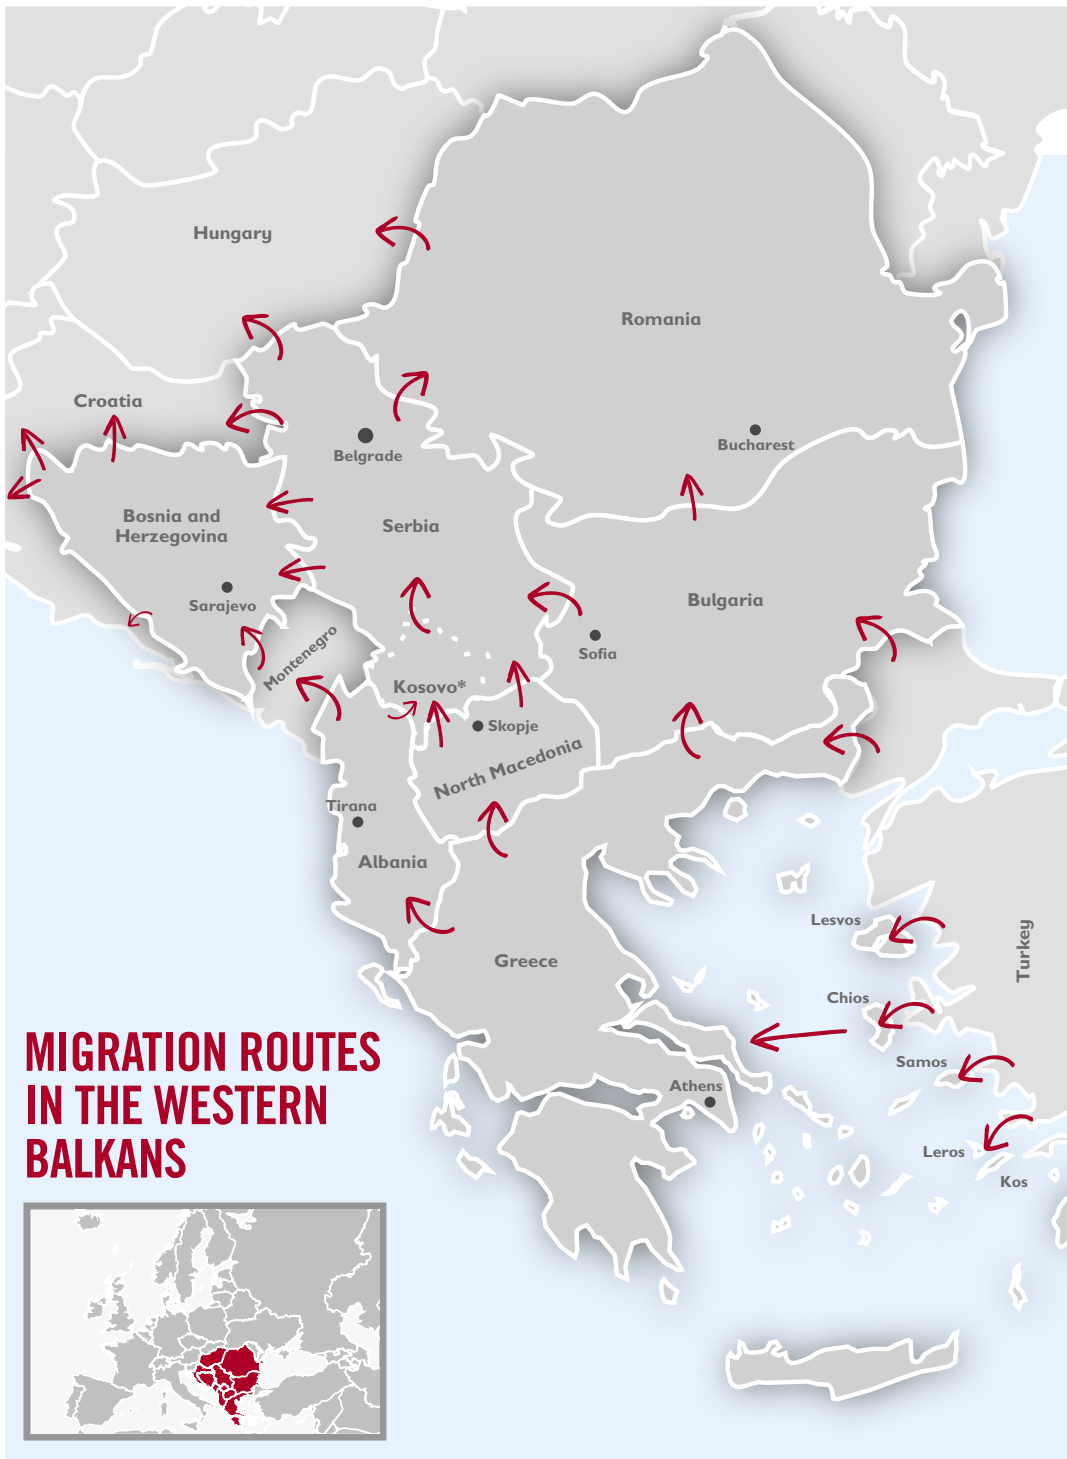 Hungary
Romania
Croatia
Bucharest
Belgrade
Bosnia and
Herzegovina
Serbia
Sarajevo
Bulgaria
Sofia
Montenegro
Kosovo*
Skopje
North Macedonia
Tirana
Albania
Lesvos
Turkey
Greece
Chios
MIGRATION ROUTES
IN THE WESTERN
BALKANS
Samos
Athens
Leros
Kos